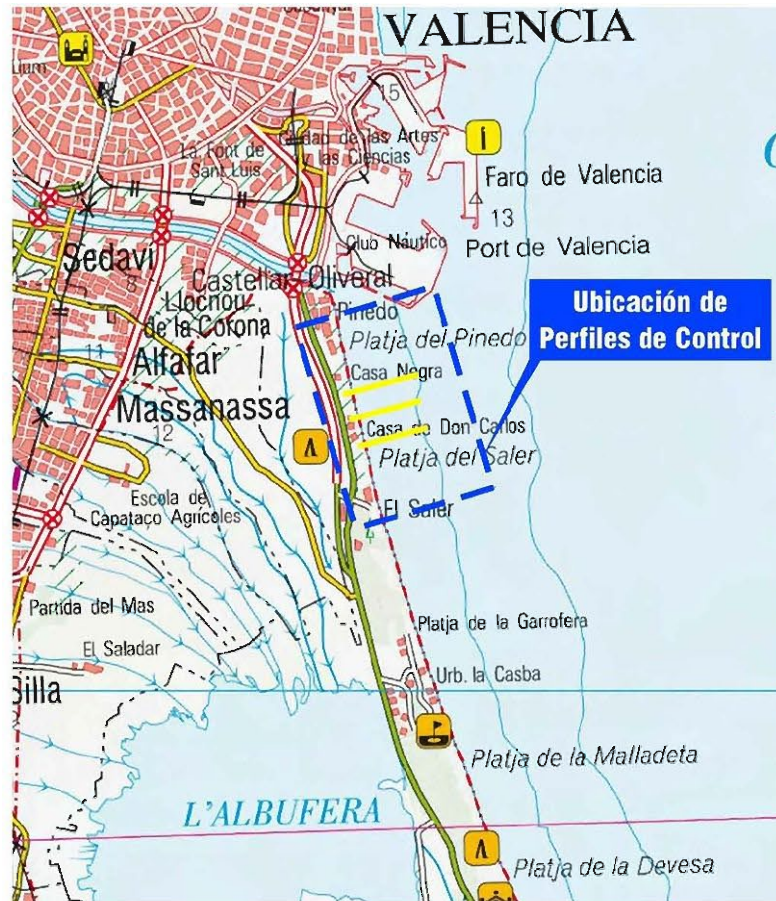 VALENCIA
15
Ciudad de las Artes
y las Ciencias
La Font de
Sant Luis
Faro de Valencia
13
Club Náutico
Port de Valencia
Sedaví
8
Castellar-Oliveral
Llocnou
de la Corona
Pinedo
Ubicación de
Perfiles de Control
Platja del Pinedo
11
Alfafar
Casa Negra
Massanassa
12
Casa de Don Carlos
Platja del Saler
Escola de
Capataço Agrícoles
El Saler
Partida del Mas
Platja de la Garrofera
El Saladar
Urb. la Casba
Silla
Platja de la Malladeta
L'ALBUFERA
Platja de la Devesa